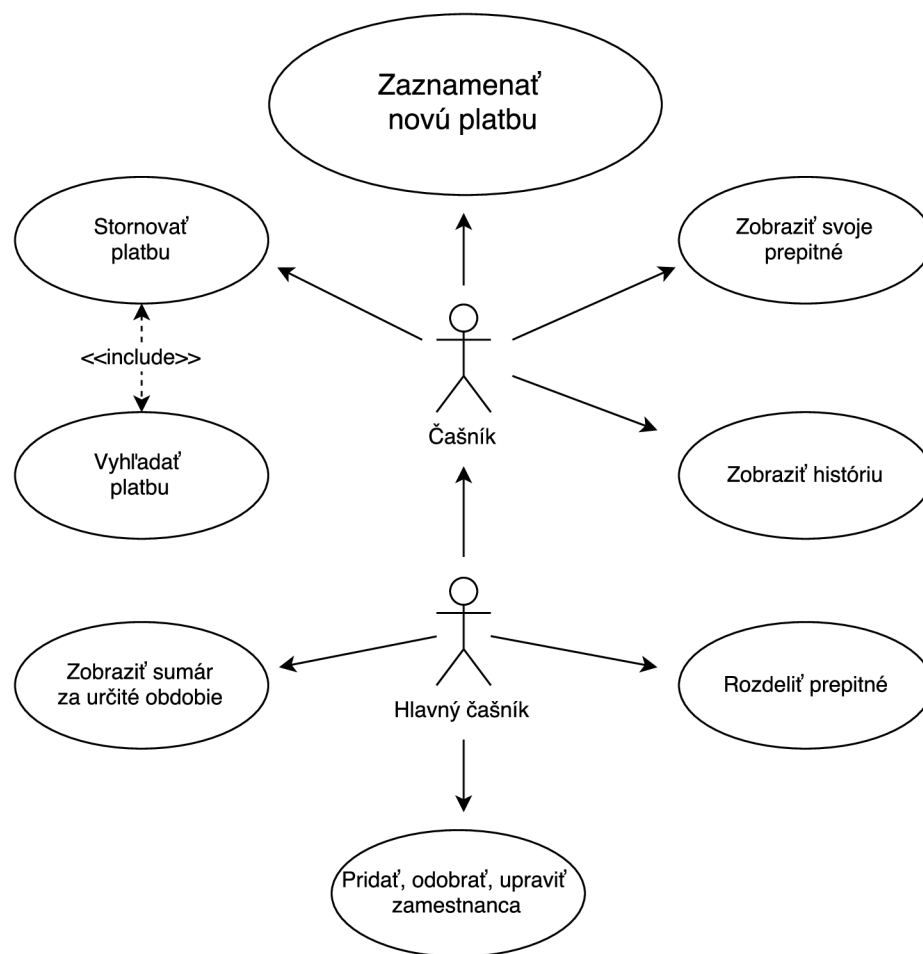 Zaznamenať
novú platbu
Stornovať
platbu
Zobraziť svoje
prepitné
<<include>>
Čašník
Vyhľadať
platbu
Zobraziť históriu
Zobraziť sumár
za určité obdobie
Hlavný čašník
Rozdeliť prepitné
Pridať, odobrať, upraviť
zamestnanca